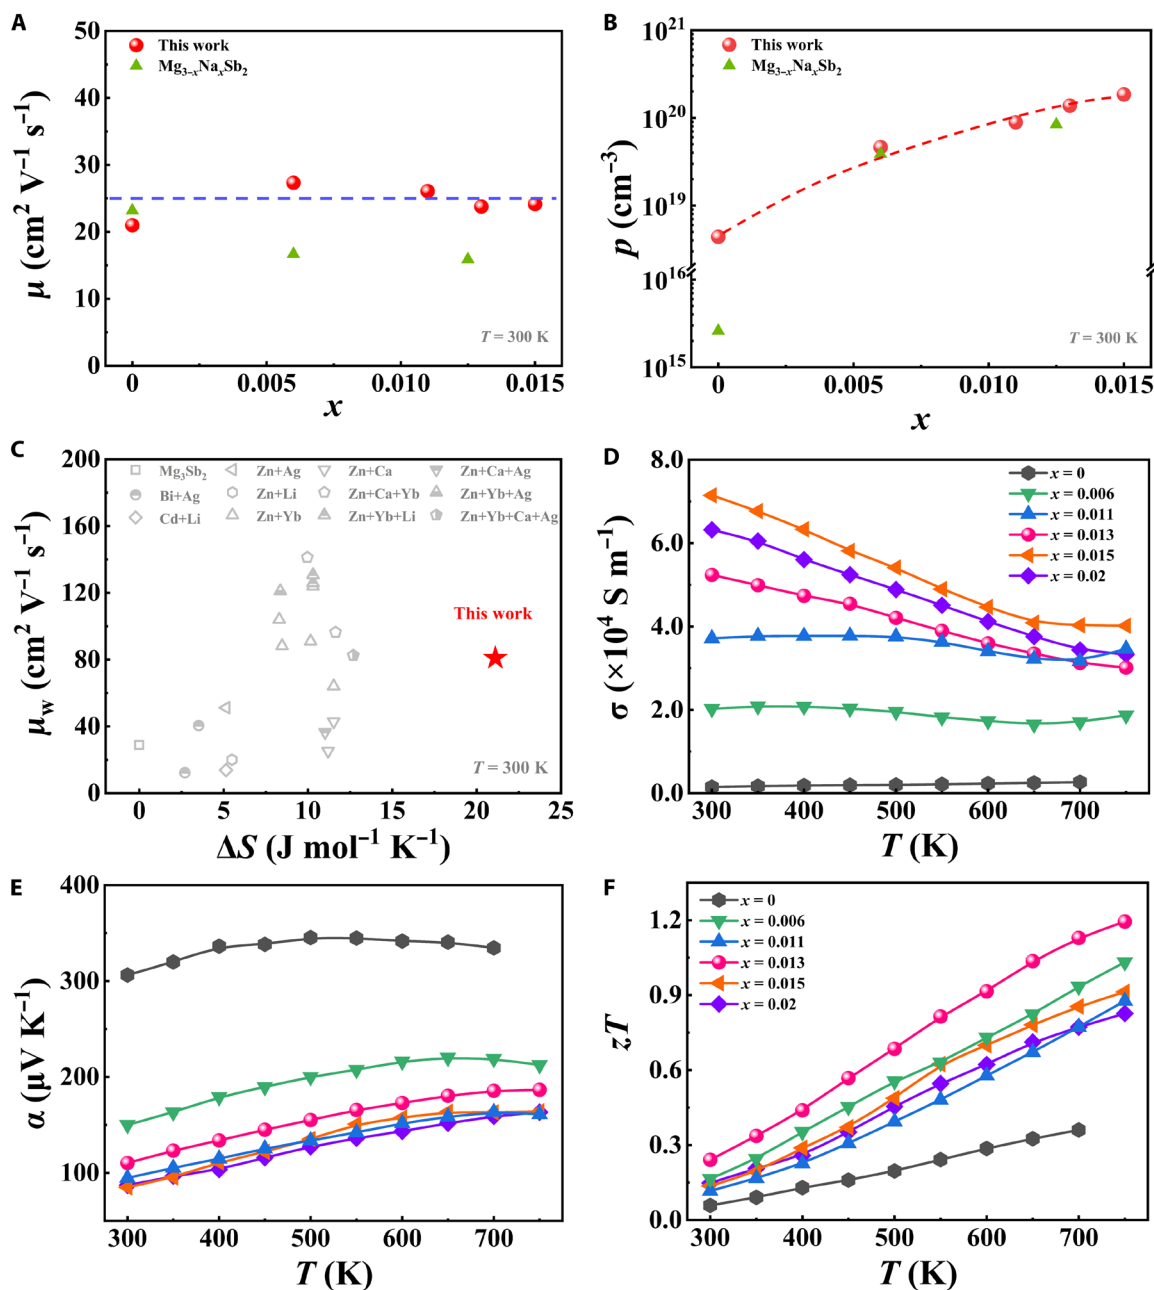 A
This work
Mg₃₋ₓNaₓSb₂
50
40
30
20
10
0
μ (cm² V⁻¹ s⁻¹)
T = 300 K
0
0.005
0.010
0.015
x
B
This work
Mg₃₋ₓNaₓSb₂
10²¹
10²⁰
10¹⁹
10¹⁶
10¹⁵
p (cm⁻³)
T = 300 K
0
0.005
0.010
0.015
x
C
Mg₃Sb₂
Zn+Ag
Zn+Ca
Zn+Ca+Ag
Bi+Ag
Zn+Li
Zn+Ca+Yb
Zn+Yb+Ag
Cd+Li
Zn+Yb
Zn+Yb+Li
Zn+Yb+Ca+Ag
200
160
120
80
40
0
μw (cm² V⁻¹ s⁻¹)
This work
T = 300 K
0
5
10
15
20
25
ΔS (J mol⁻¹ K⁻¹)
D
x = 0
x = 0.006
x = 0.011
x = 0.013
x = 0.015
x = 0.02
8.0
6.0
4.0
2.0
0.0
σ (×10⁴ S m⁻¹)
300
400
500
600
700
T (K)
E
400
300
200
100
α (μV K⁻¹)
x = 0
x = 0.006
x = 0.011
x = 0.013
x = 0.015
x = 0.02
300
400
500
600
700
T (K)
F
1.2
0.9
0.6
0.3
0.0
zT
300
400
500
600
700
T (K)